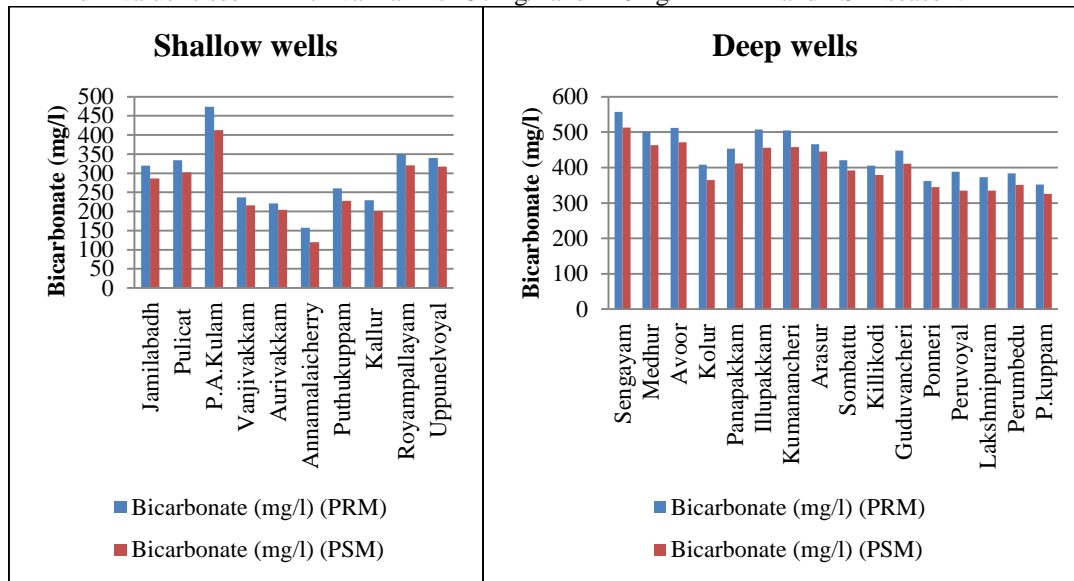 Shallow wells
Bicarbonate (mg/l)
500
450
400
350
300
250
200
150
100
50
0
Jamilabadh
Pulicat
P.A.Kulam
Vanjivakkam
Aurivakkam
Annamalaicherry
Puthukuppam
Kallur
Royampallayam
Uppunelvoyal
Bicarbonate (mg/l) (PRM)
Bicarbonate (mg/l) (PSM)
Deep wells
Bicarbonate (mg/l)
600
500
400
300
200
100
0
Sengayam
Medhur
Avoor
Kolur
Panapakkam
Illupakkam
Kumanancheri
Arasur
Sombattu
Killikodi
Guduvancheri
Ponneri
Peruvoyal
Lakshmipuram
Perumbedu
P.kuppam
Bicarbonate (mg/l) (PRM)
Bicarbonate (mg/l) (PSM)